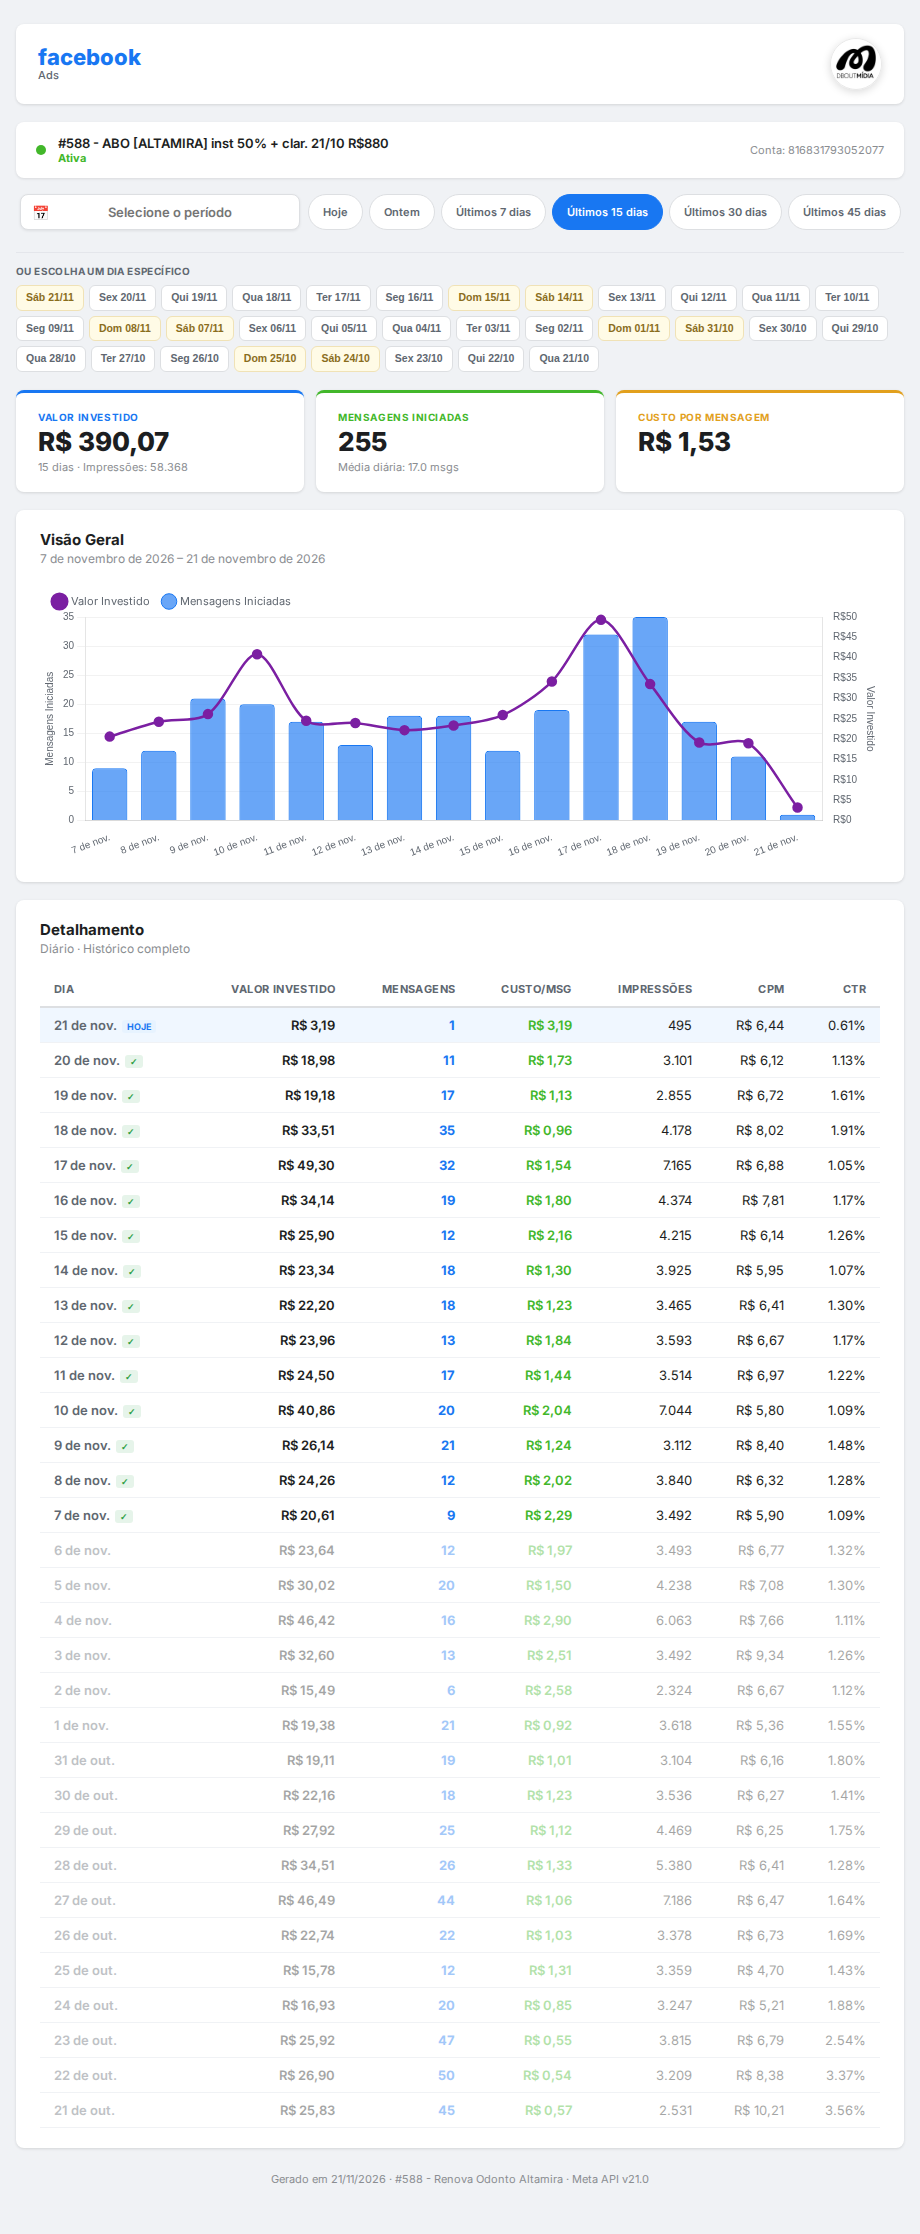 facebook
Ads
DBOUTMÍDIA
#588 - ABO [ALTAMIRA] inst 50% + clar. 21/10 R$880
Ativa
Conta: 816831793052077
Selecione o período
Hoje
Ontem
Últimos 7 dias
Últimos 15 dias
Últimos 30 dias
Últimos 45 dias
OU ESCOLHA UM DIA ESPECÍFICO
Sáb 21/11 Sex 20/11 Qui 19/11 Qua 18/11 Ter 17/11 Seg 16/11 Dom 15/11 Sáb 14/11 Sex 13/11 Qui 12/11 Qua 11/11 Ter 10/11
Seg 09/11 Dom 08/11 Sáb 07/11 Sex 06/11 Qui 05/11 Qua 04/11 Ter 03/11 Seg 02/11 Dom 01/11 Sáb 31/10 Sex 30/10 Qui 29/10
Qua 28/10 Ter 27/10 Seg 26/10 Dom 25/10 Sáb 24/10 Sex 23/10 Qui 22/10 Qua 21/10
VALOR INVESTIDO
R$ 390,07
15 dias · Impressões: 58.368
MENSAGENS INICIADAS
255
Média diária: 17.0 msgs
CUSTO POR MENSAGEM
R$ 1,53
Visão Geral
7 de novembro de 2026 – 21 de novembro de 2026
Valor Investido Mensagens Iniciadas
Mensagens Iniciadas
35
30
25
20
15
10
5
0
R$50
R$45
R$40
R$35
R$30
R$25
R$20
R$15
R$10
R$5
R$0
Valor Investido
7 de nov. 8 de nov. 9 de nov. 10 de nov. 11 de nov. 12 de nov. 13 de nov. 14 de nov. 15 de nov. 16 de nov. 17 de nov. 18 de nov. 19 de nov. 20 de nov. 21 de nov.
Detalhamento
Diário · Histórico completo
DIA VALOR INVESTIDO MENSAGENS CUSTO/MSG IMPRESSÕES CPM CTR
21 de nov. HOJE R$ 3,19 1 R$ 3,19 495 R$ 6,44 0.61%
20 de nov. ✓ R$ 18,98 11 R$ 1,73 3.101 R$ 6,12 1.13%
19 de nov. ✓ R$ 19,18 17 R$ 1,13 2.855 R$ 6,72 1.61%
18 de nov. ✓ R$ 33,51 35 R$ 0,96 4.178 R$ 8,02 1.91%
17 de nov. ✓ R$ 49,30 32 R$ 1,54 7.165 R$ 6,88 1.05%
16 de nov. ✓ R$ 34,14 19 R$ 1,80 4.374 R$ 7,81 1.17%
15 de nov. ✓ R$ 25,90 12 R$ 2,16 4.215 R$ 6,14 1.26%
14 de nov. ✓ R$ 23,34 18 R$ 1,30 3.925 R$ 5,95 1.07%
13 de nov. ✓ R$ 22,20 18 R$ 1,23 3.465 R$ 6,41 1.30%
12 de nov. ✓ R$ 23,96 13 R$ 1,84 3.593 R$ 6,67 1.17%
11 de nov. ✓ R$ 24,50 17 R$ 1,44 3.514 R$ 6,97 1.22%
10 de nov. ✓ R$ 40,86 20 R$ 2,04 7.044 R$ 5,80 1.09%
9 de nov. ✓ R$ 26,14 21 R$ 1,24 3.112 R$ 8,40 1.48%
8 de nov. ✓ R$ 24,26 12 R$ 2,02 3.840 R$ 6,32 1.28%
7 de nov. ✓ R$ 20,61 9 R$ 2,29 3.492 R$ 5,90 1.09%
6 de nov. R$ 23,64 12 R$ 1,97 3.493 R$ 6,77 1.32%
5 de nov. R$ 30,02 20 R$ 1,50 4.238 R$ 7,08 1.30%
4 de nov. R$ 46,42 16 R$ 2,90 6.063 R$ 7,66 1.11%
3 de nov. R$ 32,60 13 R$ 2,51 3.492 R$ 9,34 1.26%
2 de nov. R$ 15,49 6 R$ 2,58 2.324 R$ 6,67 1.12%
1 de nov. R$ 19,38 21 R$ 0,92 3.618 R$ 5,36 1.55%
31 de out. R$ 19,11 19 R$ 1,01 3.104 R$ 6,16 1.80%
30 de out. R$ 22,16 18 R$ 1,23 3.536 R$ 6,27 1.41%
29 de out. R$ 27,92 25 R$ 1,12 4.469 R$ 6,25 1.75%
28 de out. R$ 34,51 26 R$ 1,33 5.380 R$ 6,41 1.28%
27 de out. R$ 46,49 44 R$ 1,06 7.186 R$ 6,47 1.64%
26 de out. R$ 22,74 22 R$ 1,03 3.378 R$ 6,73 1.69%
25 de out. R$ 15,78 12 R$ 1,31 3.359 R$ 4,70 1.43%
24 de out. R$ 16,93 20 R$ 0,85 3.247 R$ 5,21 1.88%
23 de out. R$ 25,92 47 R$ 0,55 3.815 R$ 6,79 2.54%
22 de out. R$ 26,90 50 R$ 0,54 3.209 R$ 8,38 3.37%
21 de out. R$ 25,83 45 R$ 0,57 2.531 R$ 10,21 3.56%
Gerado em 21/11/2026 · #588 - Renova Odonto Altamira · Meta API v21.0